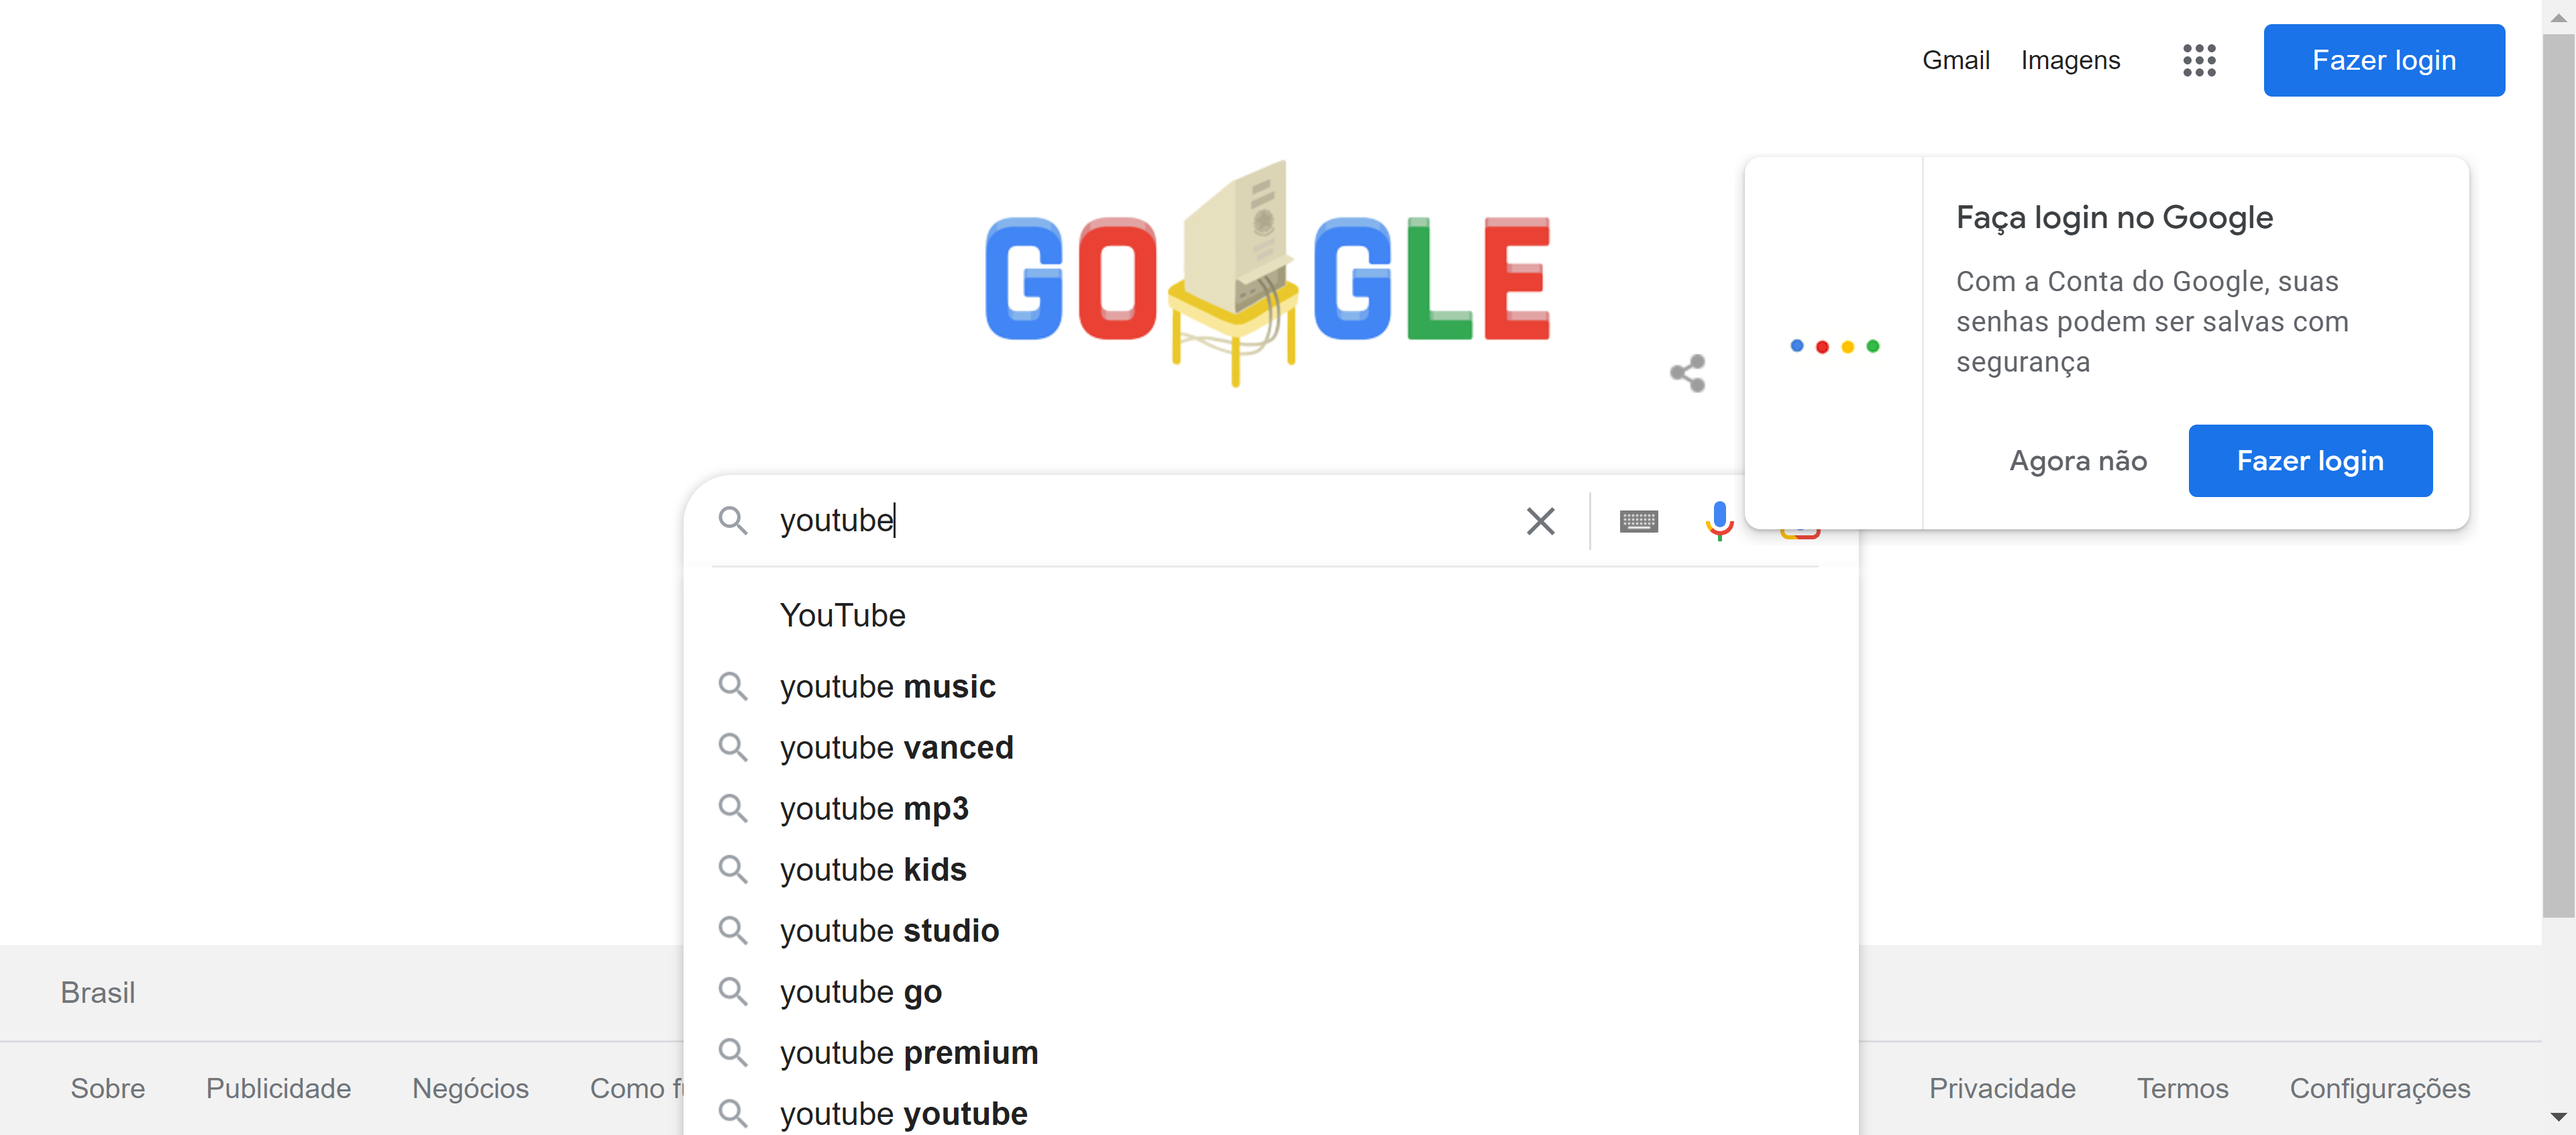 Gmail Imagens Fazer login
GO GLE
Faça login no Google
Com a Conta do Google, suas
senhas podem ser salvas com
segurança
Agora não Fazer login
youtube
YouTube
youtube music
youtube vanced
youtube mp3
youtube kids
youtube studio
youtube go
youtube premium
youtube youtube
Brasil
Sobre Publicidade Negócios Como
Privacidade Termos Configurações